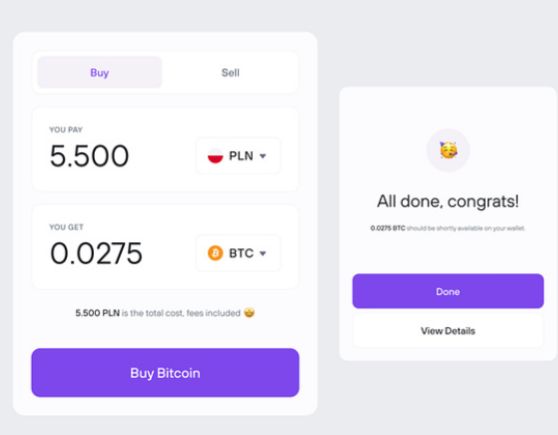 Buy
Sell
YOU PAY
5.500
PLN
YOU GET
0.0275
BTC
5.500 PLN is the total cost, fees included
Buy Bitcoin
All done, congrats!
0.0275 BTC should be shortly available on your wallet.
Done
View Details